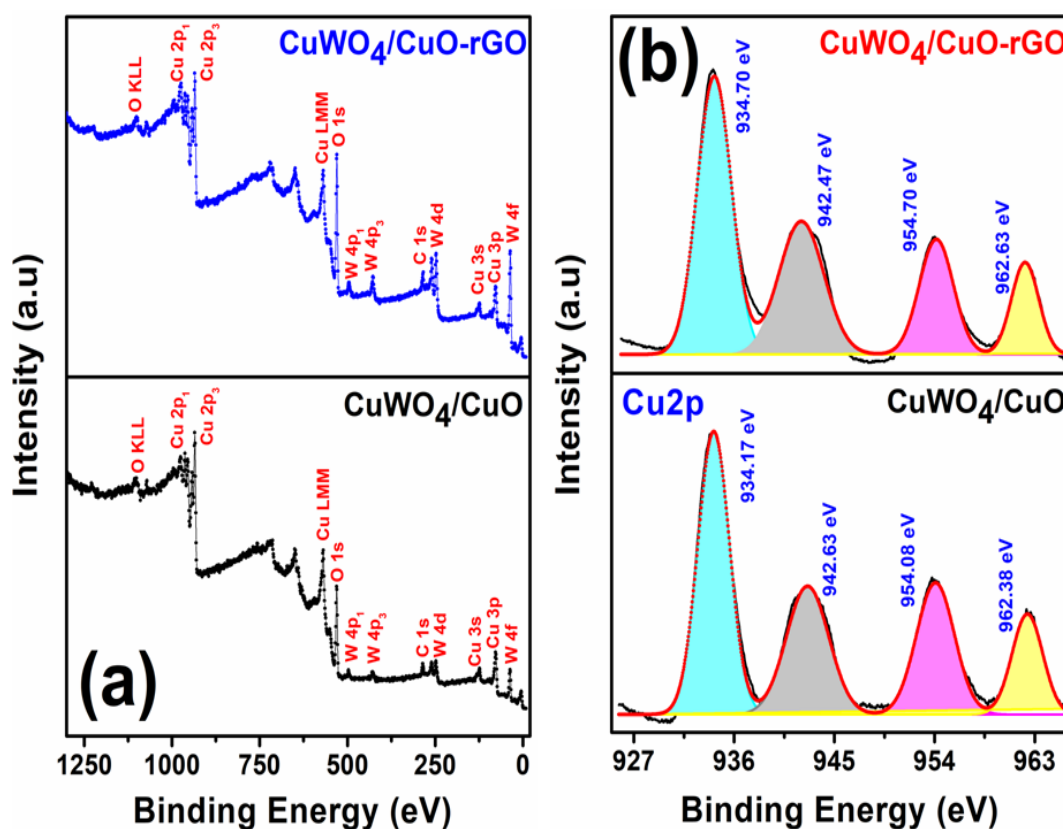 Intensity (a.u)
Intensity (a.u)
CuWO₄/CuO-rGO
O KLL
Cu 2p₁
Cu 2p₃
Cu LMM
O 1s
W 4p₁
W 4p₃
C 1s
W 4d
Cu 3s
Cu 3p
W 4f
CuWO₄/CuO
O KLL
Cu 2p₁
Cu 2p₃
Cu LMM
O 1s
W 4p₁
W 4p₃
C 1s
W 4d
Cu 3s
Cu 3p
W 4f
(a)
1250 1000 750 500 250 0
Binding Energy (eV)
Intensity (a.u)
Intensity (a.u)
(b)
CuWO₄/CuO-rGO
934.70 eV
942.47 eV
954.70 eV
962.63 eV
Cu2p
CuWO₄/CuO
934.17 eV
942.63 eV
954.08 eV
962.38 eV
927 936 945 954 963
Binding Energy (eV)